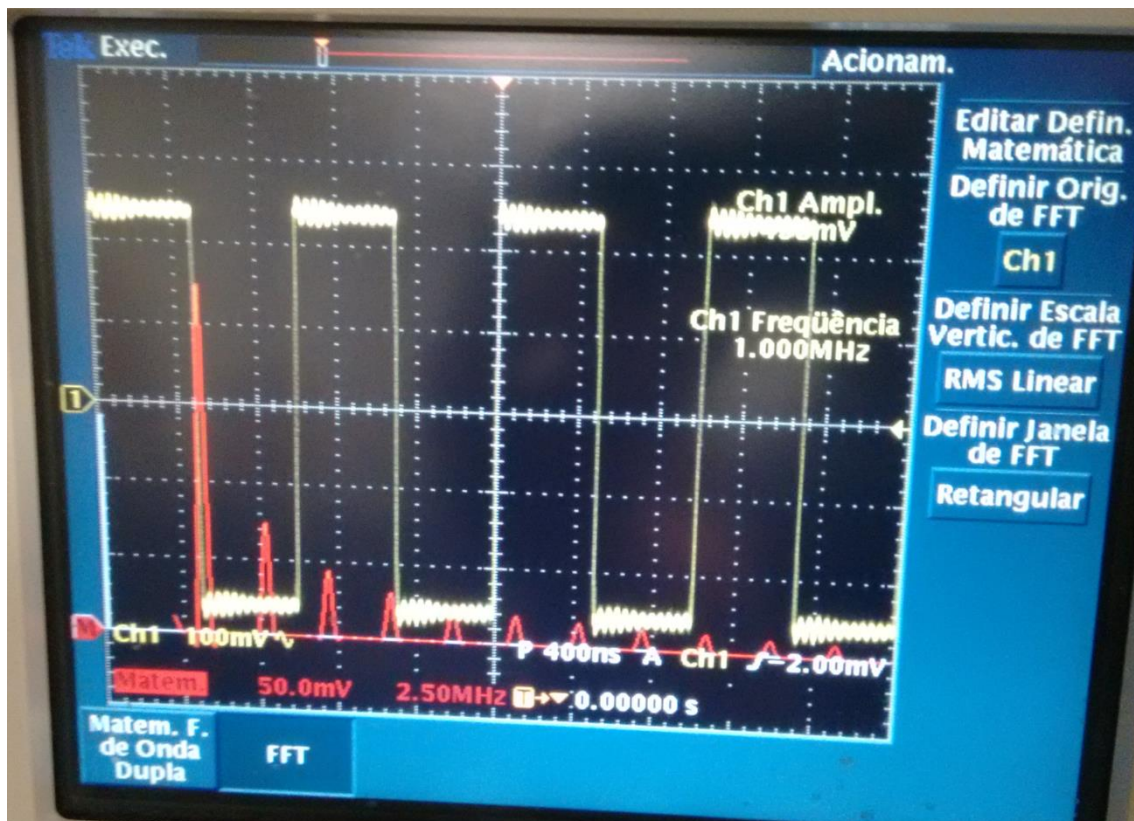 Tek Exec.
Acionam.
Editar Defin.
Matemática
Definir Orig.
de FFT
Ch1
Definir Escala
Vertic. de FFT
RMS Linear
Definir Janela
de FFT
Retangular
Ch1 Ampl.
mV
Ch1 Freqüência
1.000MHz
1
M
Ch1 100mV
P 400ns A Ch1 -2.00mV
Matem. 50.0mV 2.50MHz T 0.00000 s
Matem. F.
de Onda
Dupla
FFT